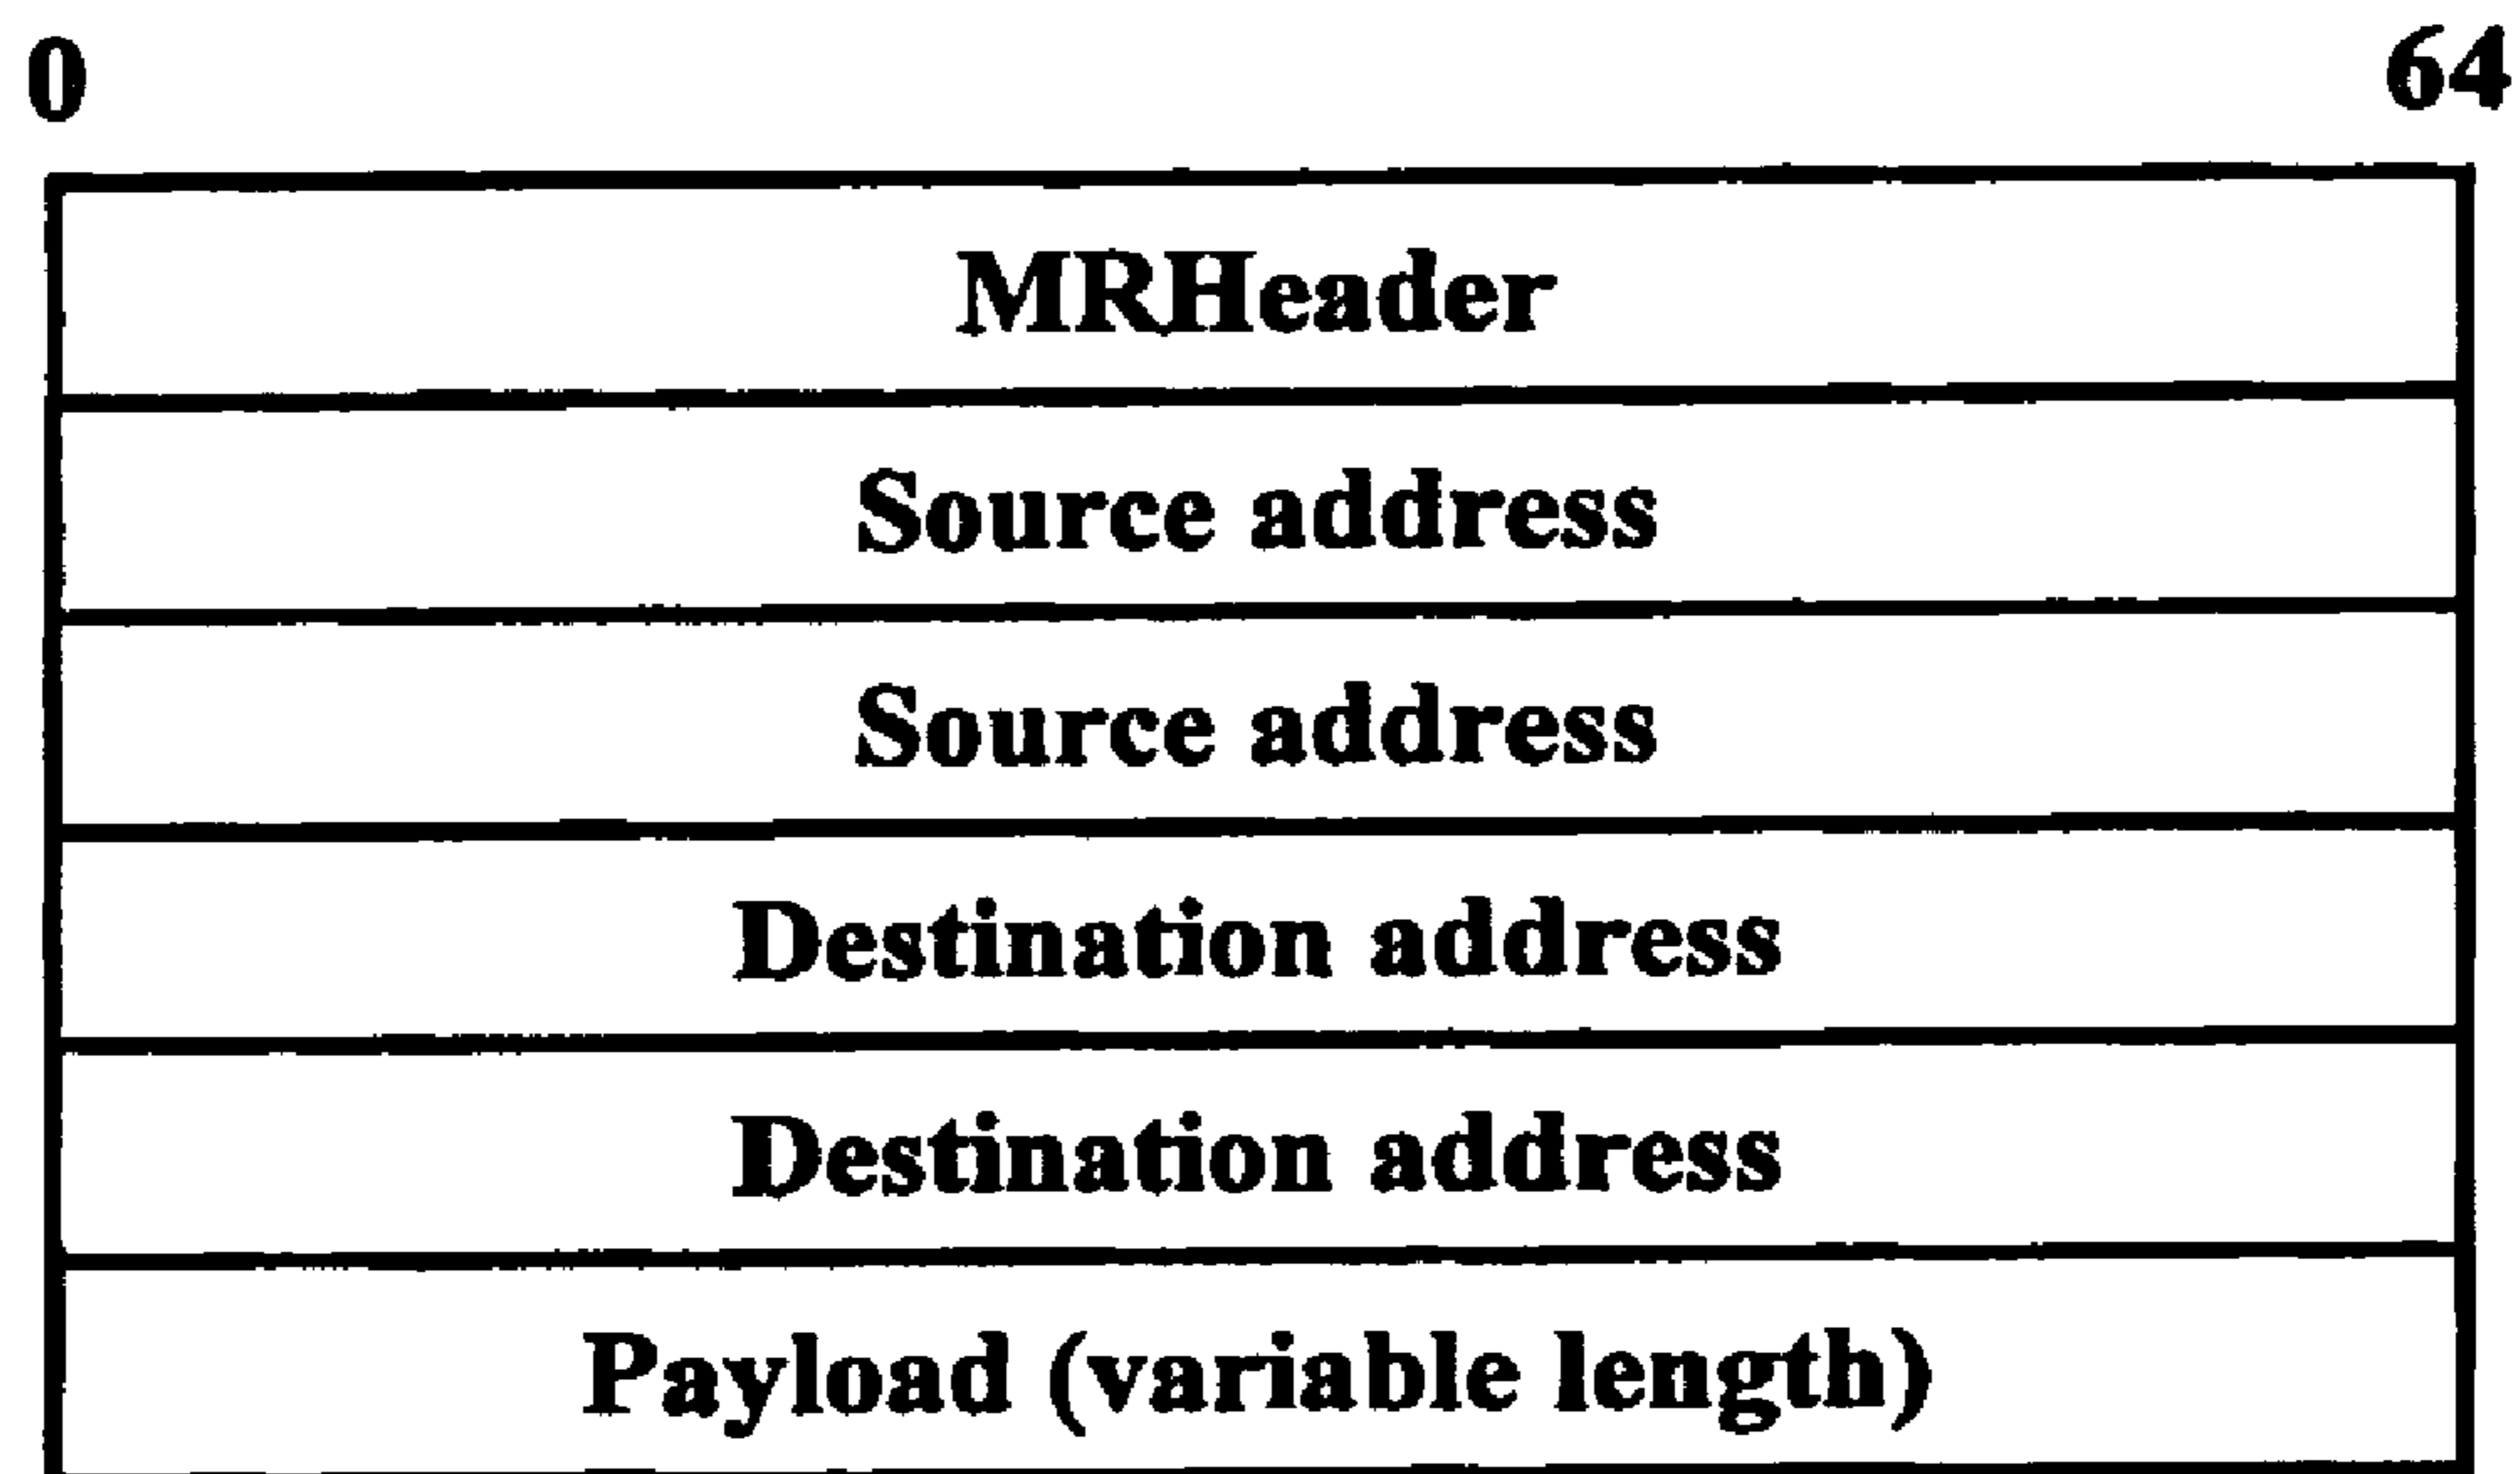 0 64
MRHeader
Source address
Source address
Destination address
Destination address
Payload (variable length)